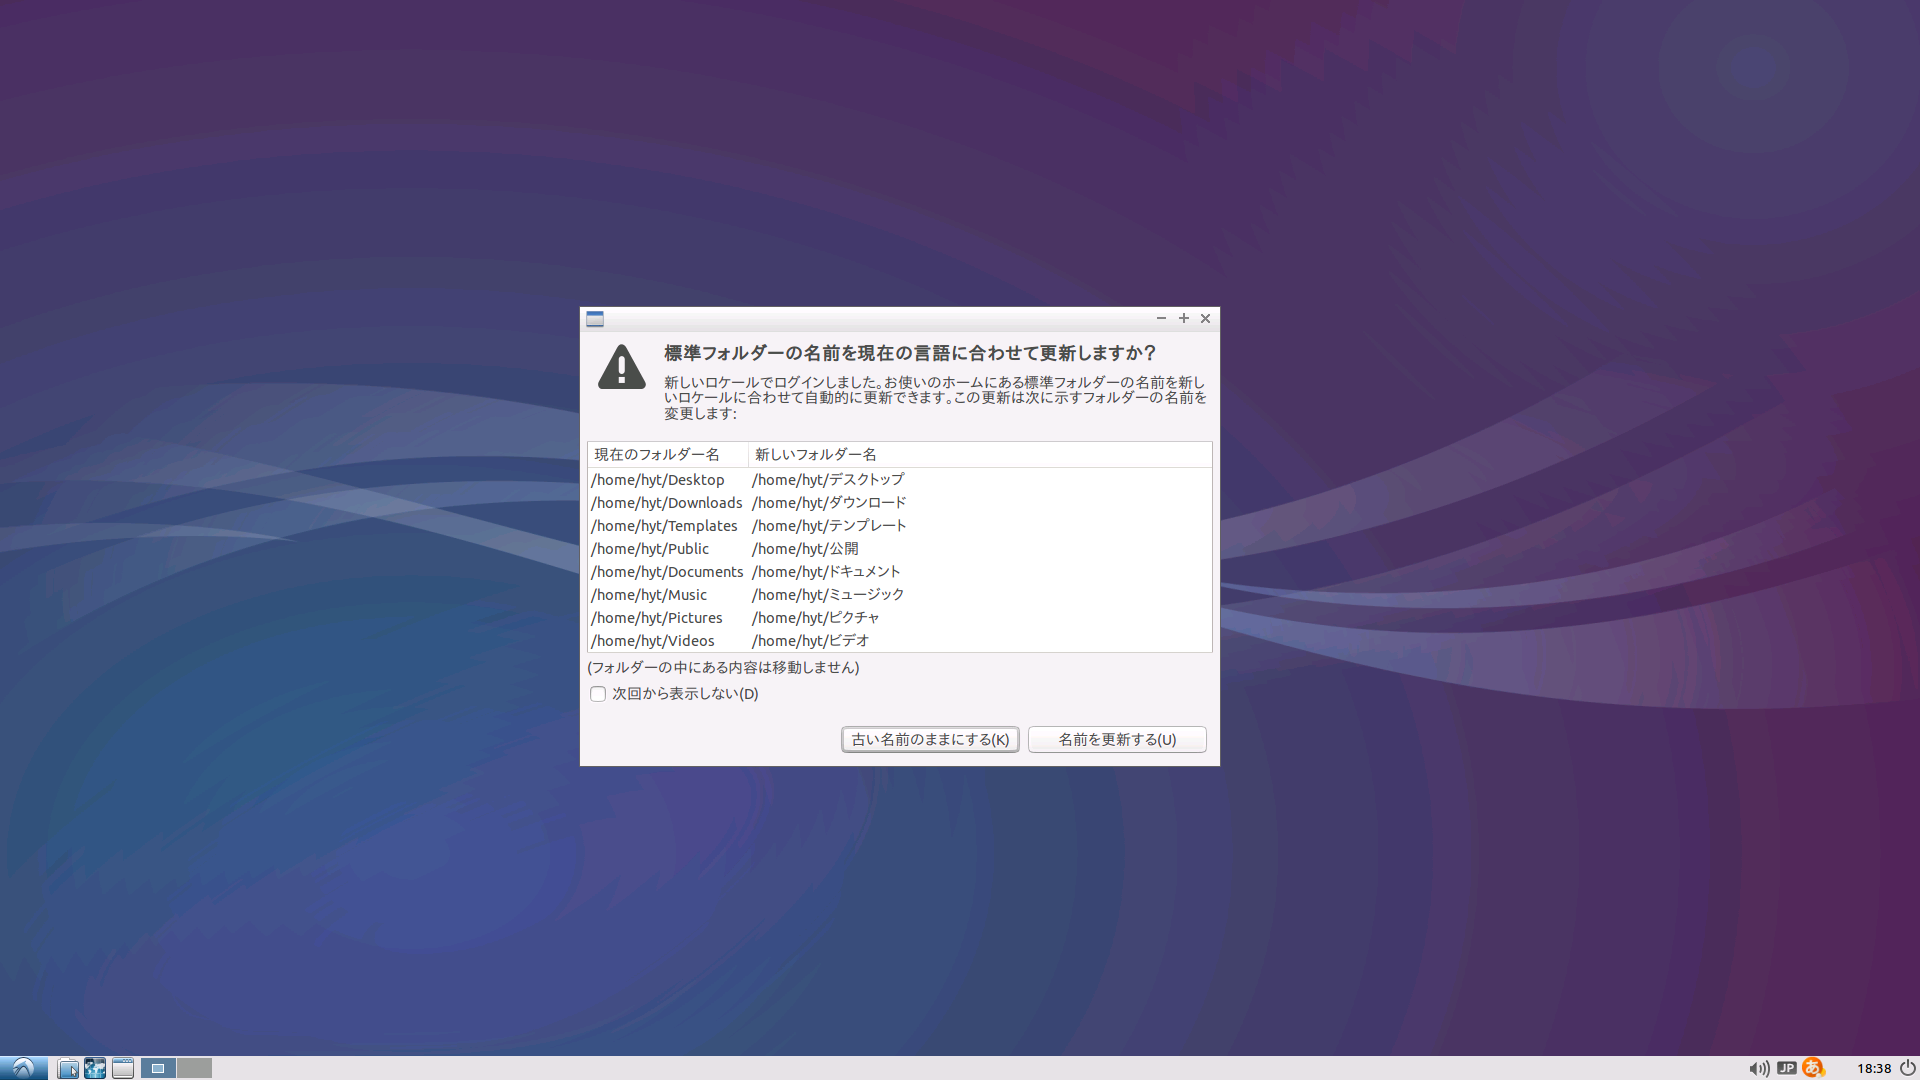 標準フォルダーの名前を現在の言語に合わせて更新しますか?
新しいロケールでログインしました。お使いのホームにある標準フォルダーの名前を新し
いロケールに合わせて自動的に更新できます。この更新は次に示すフォルダーの名前を
変更します:
現在のフォルダー名 新しいフォルダー名
/home/hyt/Desktop /home/hyt/デスクトップ
/home/hyt/Downloads /home/hyt/ダウンロード
/home/hyt/Templates /home/hyt/テンプレート
/home/hyt/Public /home/hyt/公開
/home/hyt/Documents /home/hyt/ドキュメント
/home/hyt/Music /home/hyt/ミュージック
/home/hyt/Pictures /home/hyt/ピクチャ
/home/hyt/Videos /home/hyt/ビデオ
(フォルダーの中にある内容は移動しません)
次回から表示しない(D)
古い名前のままにする(K) 名前を更新する(U)
JP あ 18:38